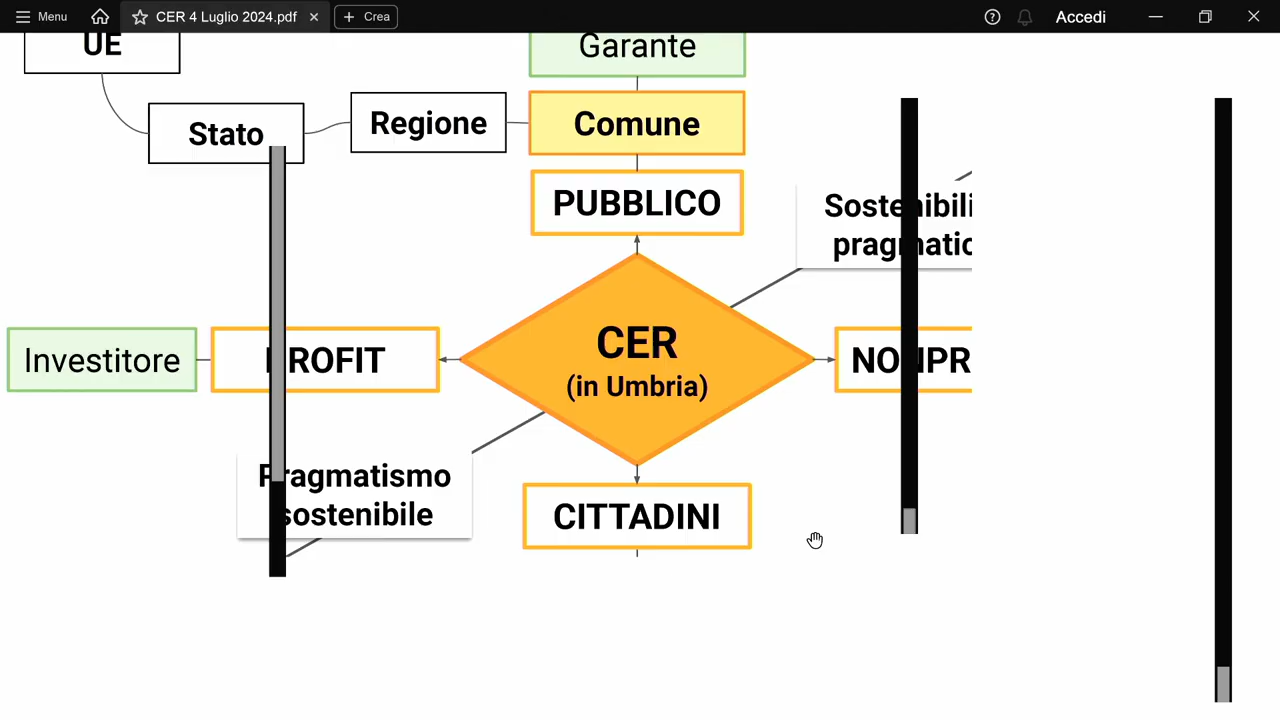 Menu
CER 4 Luglio 2024.pdf
Crea
Accedi
UE
Garante
Stato
Regione
Comune
PUBBLICO
CER
(in Umbria)
Investitore
PROFIT
Pragmatismo
sostenibile
CITTADINI